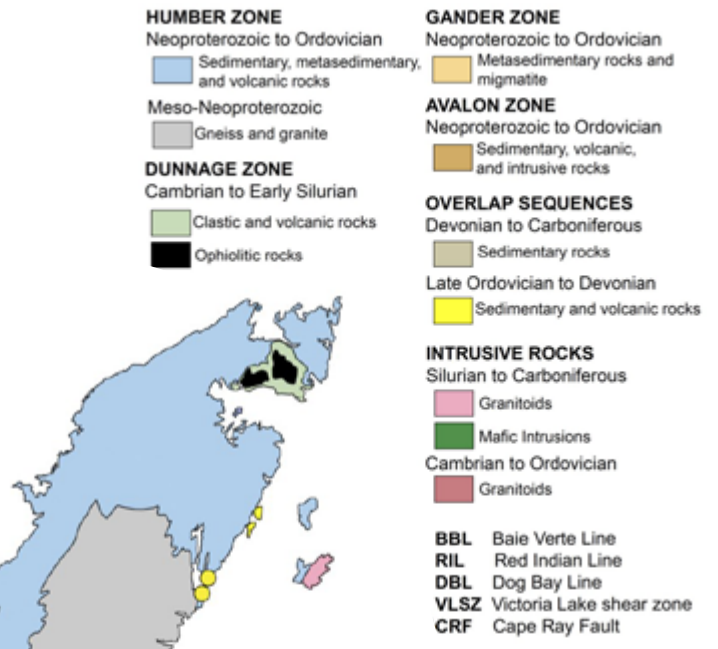 HUMBER ZONE
Neoproterozoic to Ordovician
Sedimentary, metasedimentary,
and volcanic rocks
Meso-Neoproterozoic
Gneiss and granite
DUNNAGE ZONE
Cambrian to Early Silurian
Clastic and volcanic rocks
Ophiolitic rocks
GANDER ZONE
Neoproterozoic to Ordovician
Metasedimentary rocks and
migmatite
AVALON ZONE
Neoproterozoic to Ordovician
Sedimentary, volcanic,
and intrusive rocks
OVERLAP SEQUENCES
Devonian to Carboniferous
Sedimentary rocks
Late Ordovician to Devonian
Sedimentary and volcanic rocks
INTRUSIVE ROCKS
Silurian to Carboniferous
Granitoids
Mafic Intrusions
Cambrian to Ordovician
Granitoids
BBL Baie Verte Line
RIL Red Indian Line
DBL Dog Bay Line
VLSZ Victoria Lake shear zone
CRF Cape Ray Fault